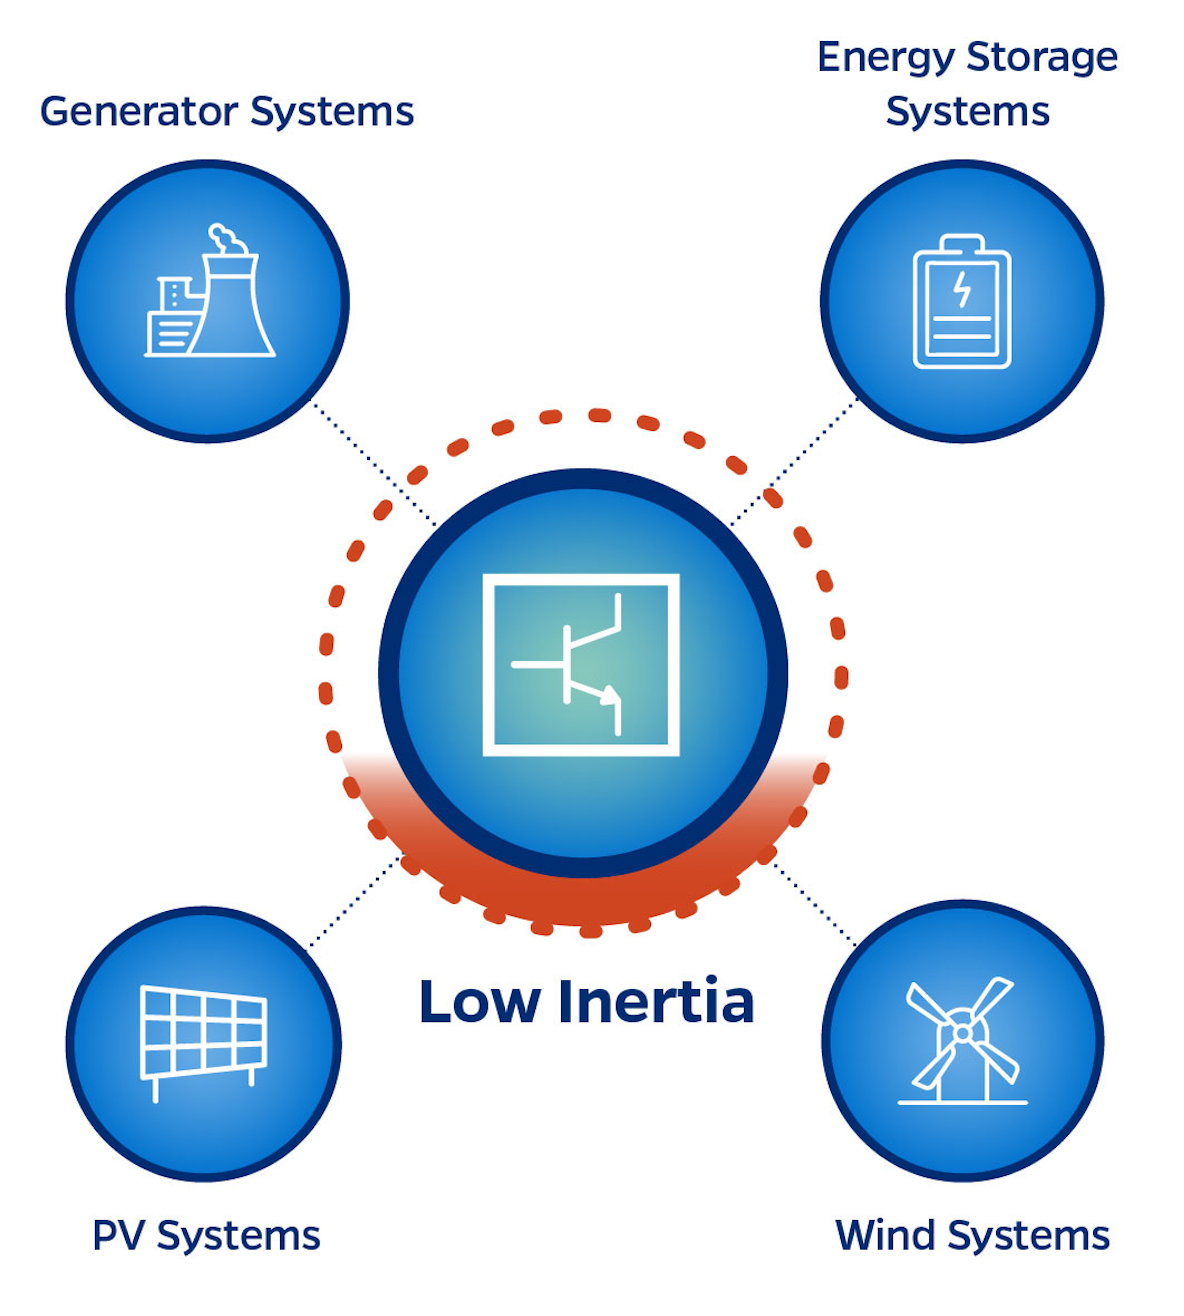 Generator Systems
Energy Storage
Systems
Low Inertia
PV Systems
Wind Systems